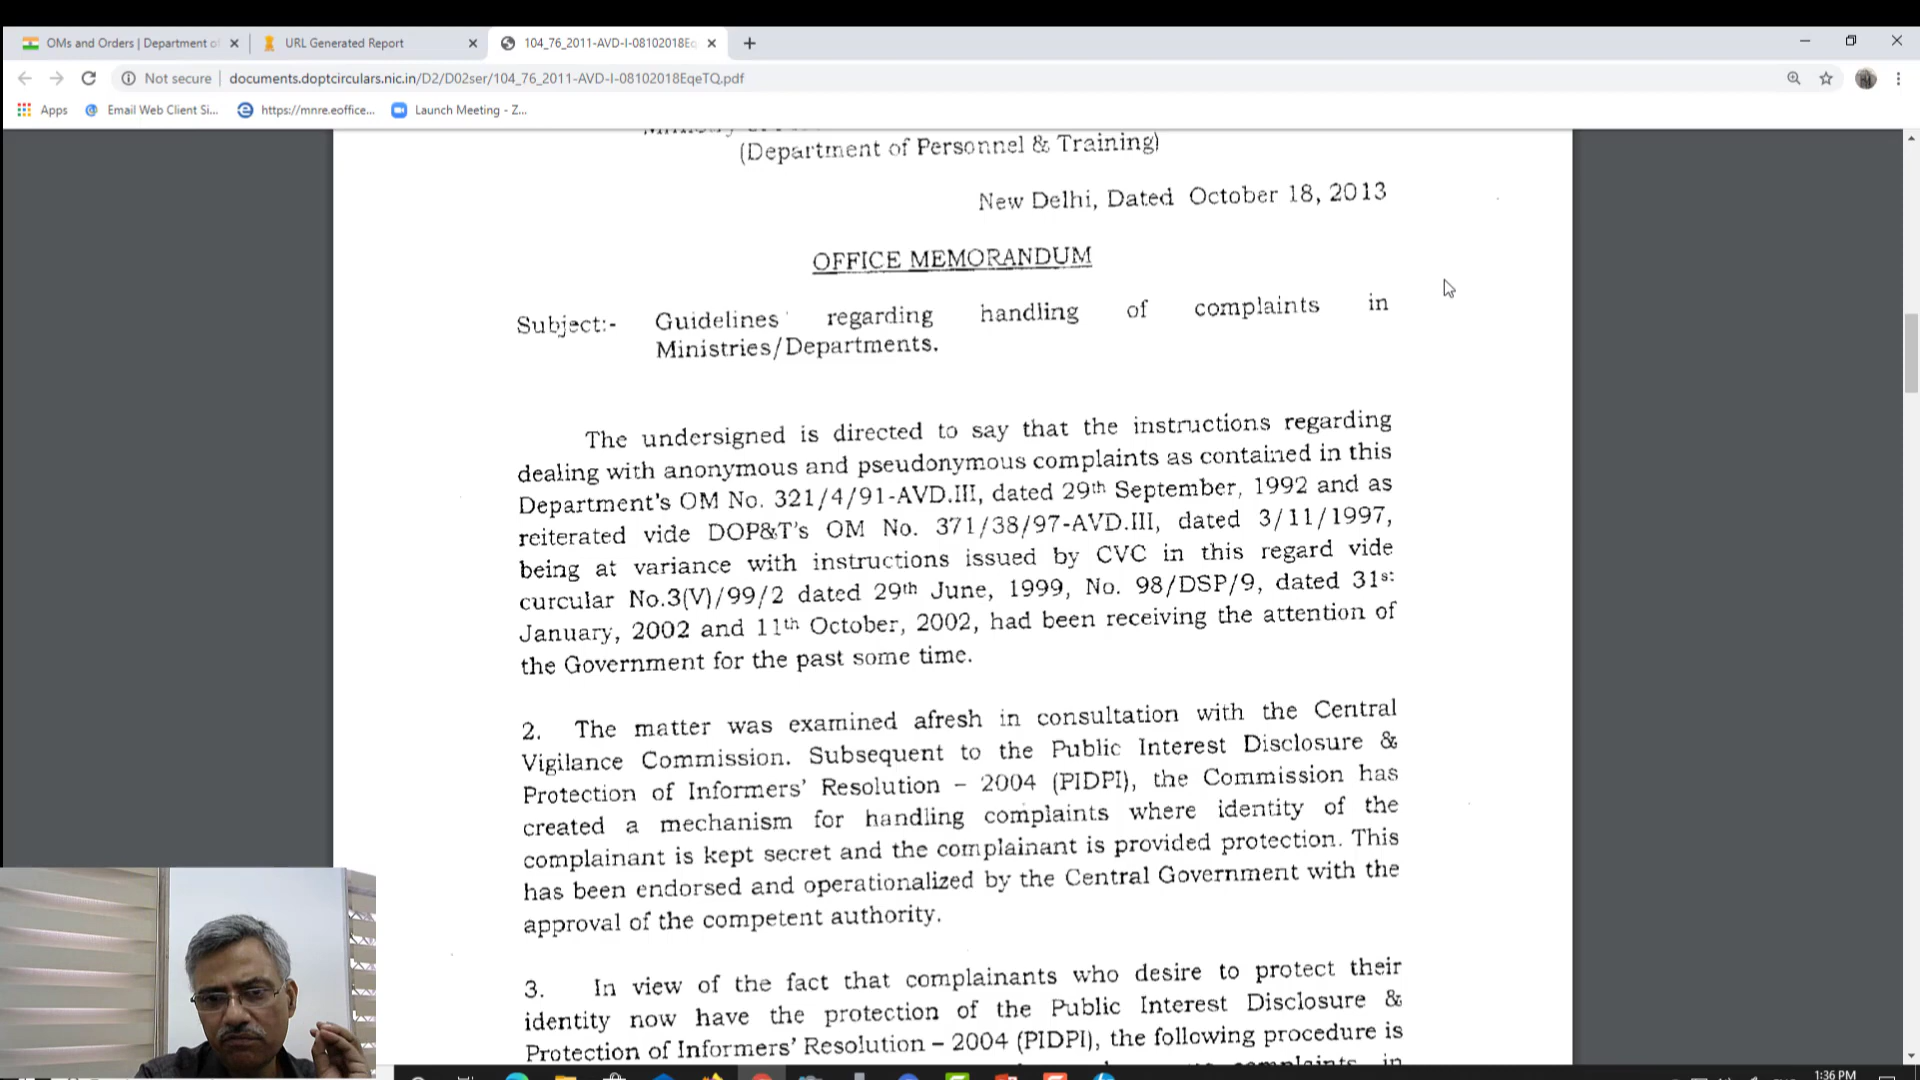 OMs and Orders | Department of
URL Generated Report
104_76_2011-AVD-I-08102018Eq
Not secure
documents.doptcirculars.nic.in/D2/D02ser/104_76_2011-AVD-I-08102018EqeTQ.pdf
Apps
Email Web Client Si...
https://mnre.eoffice...
Launch Meeting - Z...
(Department of Personnel & Training)
New Delhi, Dated October 18, 2013
OFFICE MEMORANDUM
Subject:- Guidelines regarding handling of complaints in
Ministries/Departments.
The undersigned is directed to say that the instructions regarding
dealing with anonymous and pseudonymous complaints as contained in this
Department's OM No. 321/4/91-AVD.III, dated 29th September, 1992 and as
reiterated vide DOP&T's OM No. 371/38/97-AVD.III, dated 3/11/1997,
being at variance with instructions issued by CVC in this regard vide
curcular No.3(V)/99/2 dated 29th June, 1999, No. 98/DSP/9, dated 31st
January, 2002 and 11th October, 2002, had been receiving the attention of
the Government for the past some time.
2. The matter was examined afresh in consultation with the Central
Vigilance Commission. Subsequent to the Public Interest Disclosure &
Protection of Informers' Resolution – 2004 (PIDPI), the Commission has
created a mechanism for handling complaints where identity of the
complainant is kept secret and the complainant is provided protection. This
has been endorsed and operationalized by the Central Government with the
approval of the competent authority.
3. In view of the fact that complainants who desire to protect their
identity now have the protection of the Public Interest Disclosure &
Protection of Informers' Resolution – 2004 (PIDPI), the following procedure is
complaints in
1:36 PM